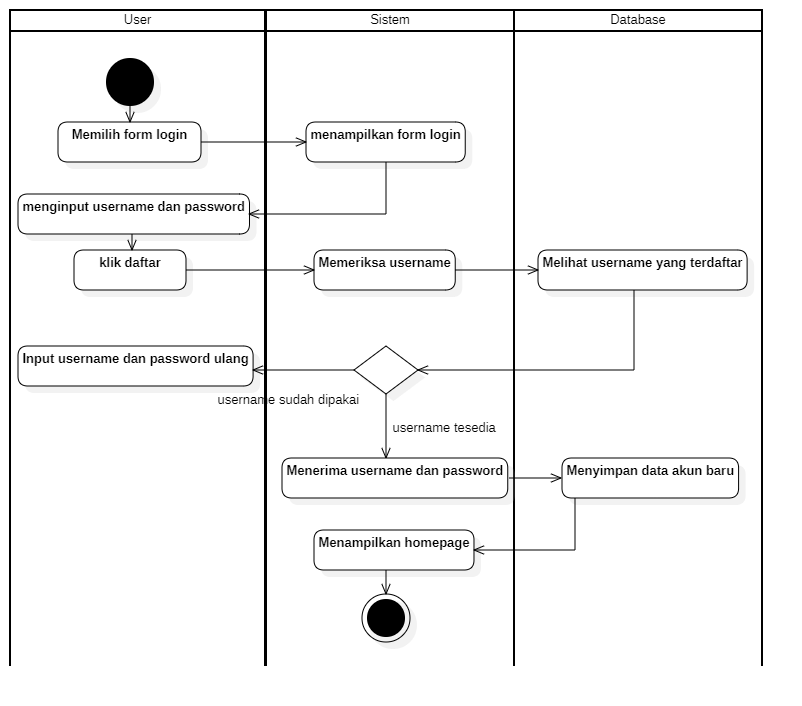 User
Sistem
Database
Memilih form login
menampilkan form login
menginput username dan password
klik daftar
Memeriksa username
Melihat username yang terdaftar
Input username dan password ulang
username sudah dipakai
username tesedia
Menerima username dan password
Menyimpan data akun baru
Menampilkan homepage